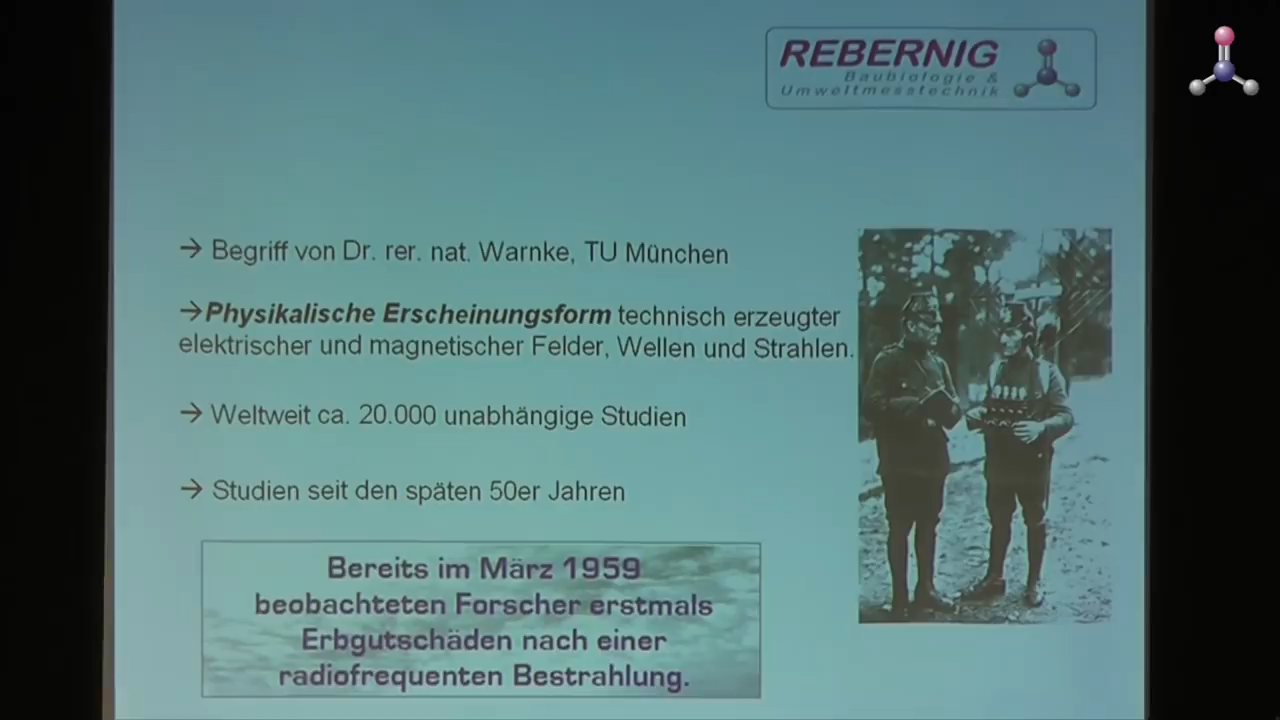 REBERNIG
Baubiologie &
Umweltmesstechnik
→ Begriff von Dr. rer. nat. Warnke, TU München
→Physikalische Erscheinungsform technisch erzeugter
elektrischer und magnetischer Felder, Wellen und Strahlen.
→ Weltweit ca. 20.000 unabhängige Studien
→ Studien seit den späten 50er Jahren
Bereits im März 1959
beobachteten Forscher erstmals
Erbgutschäden nach einer
radiofrequenten Bestrahlung.